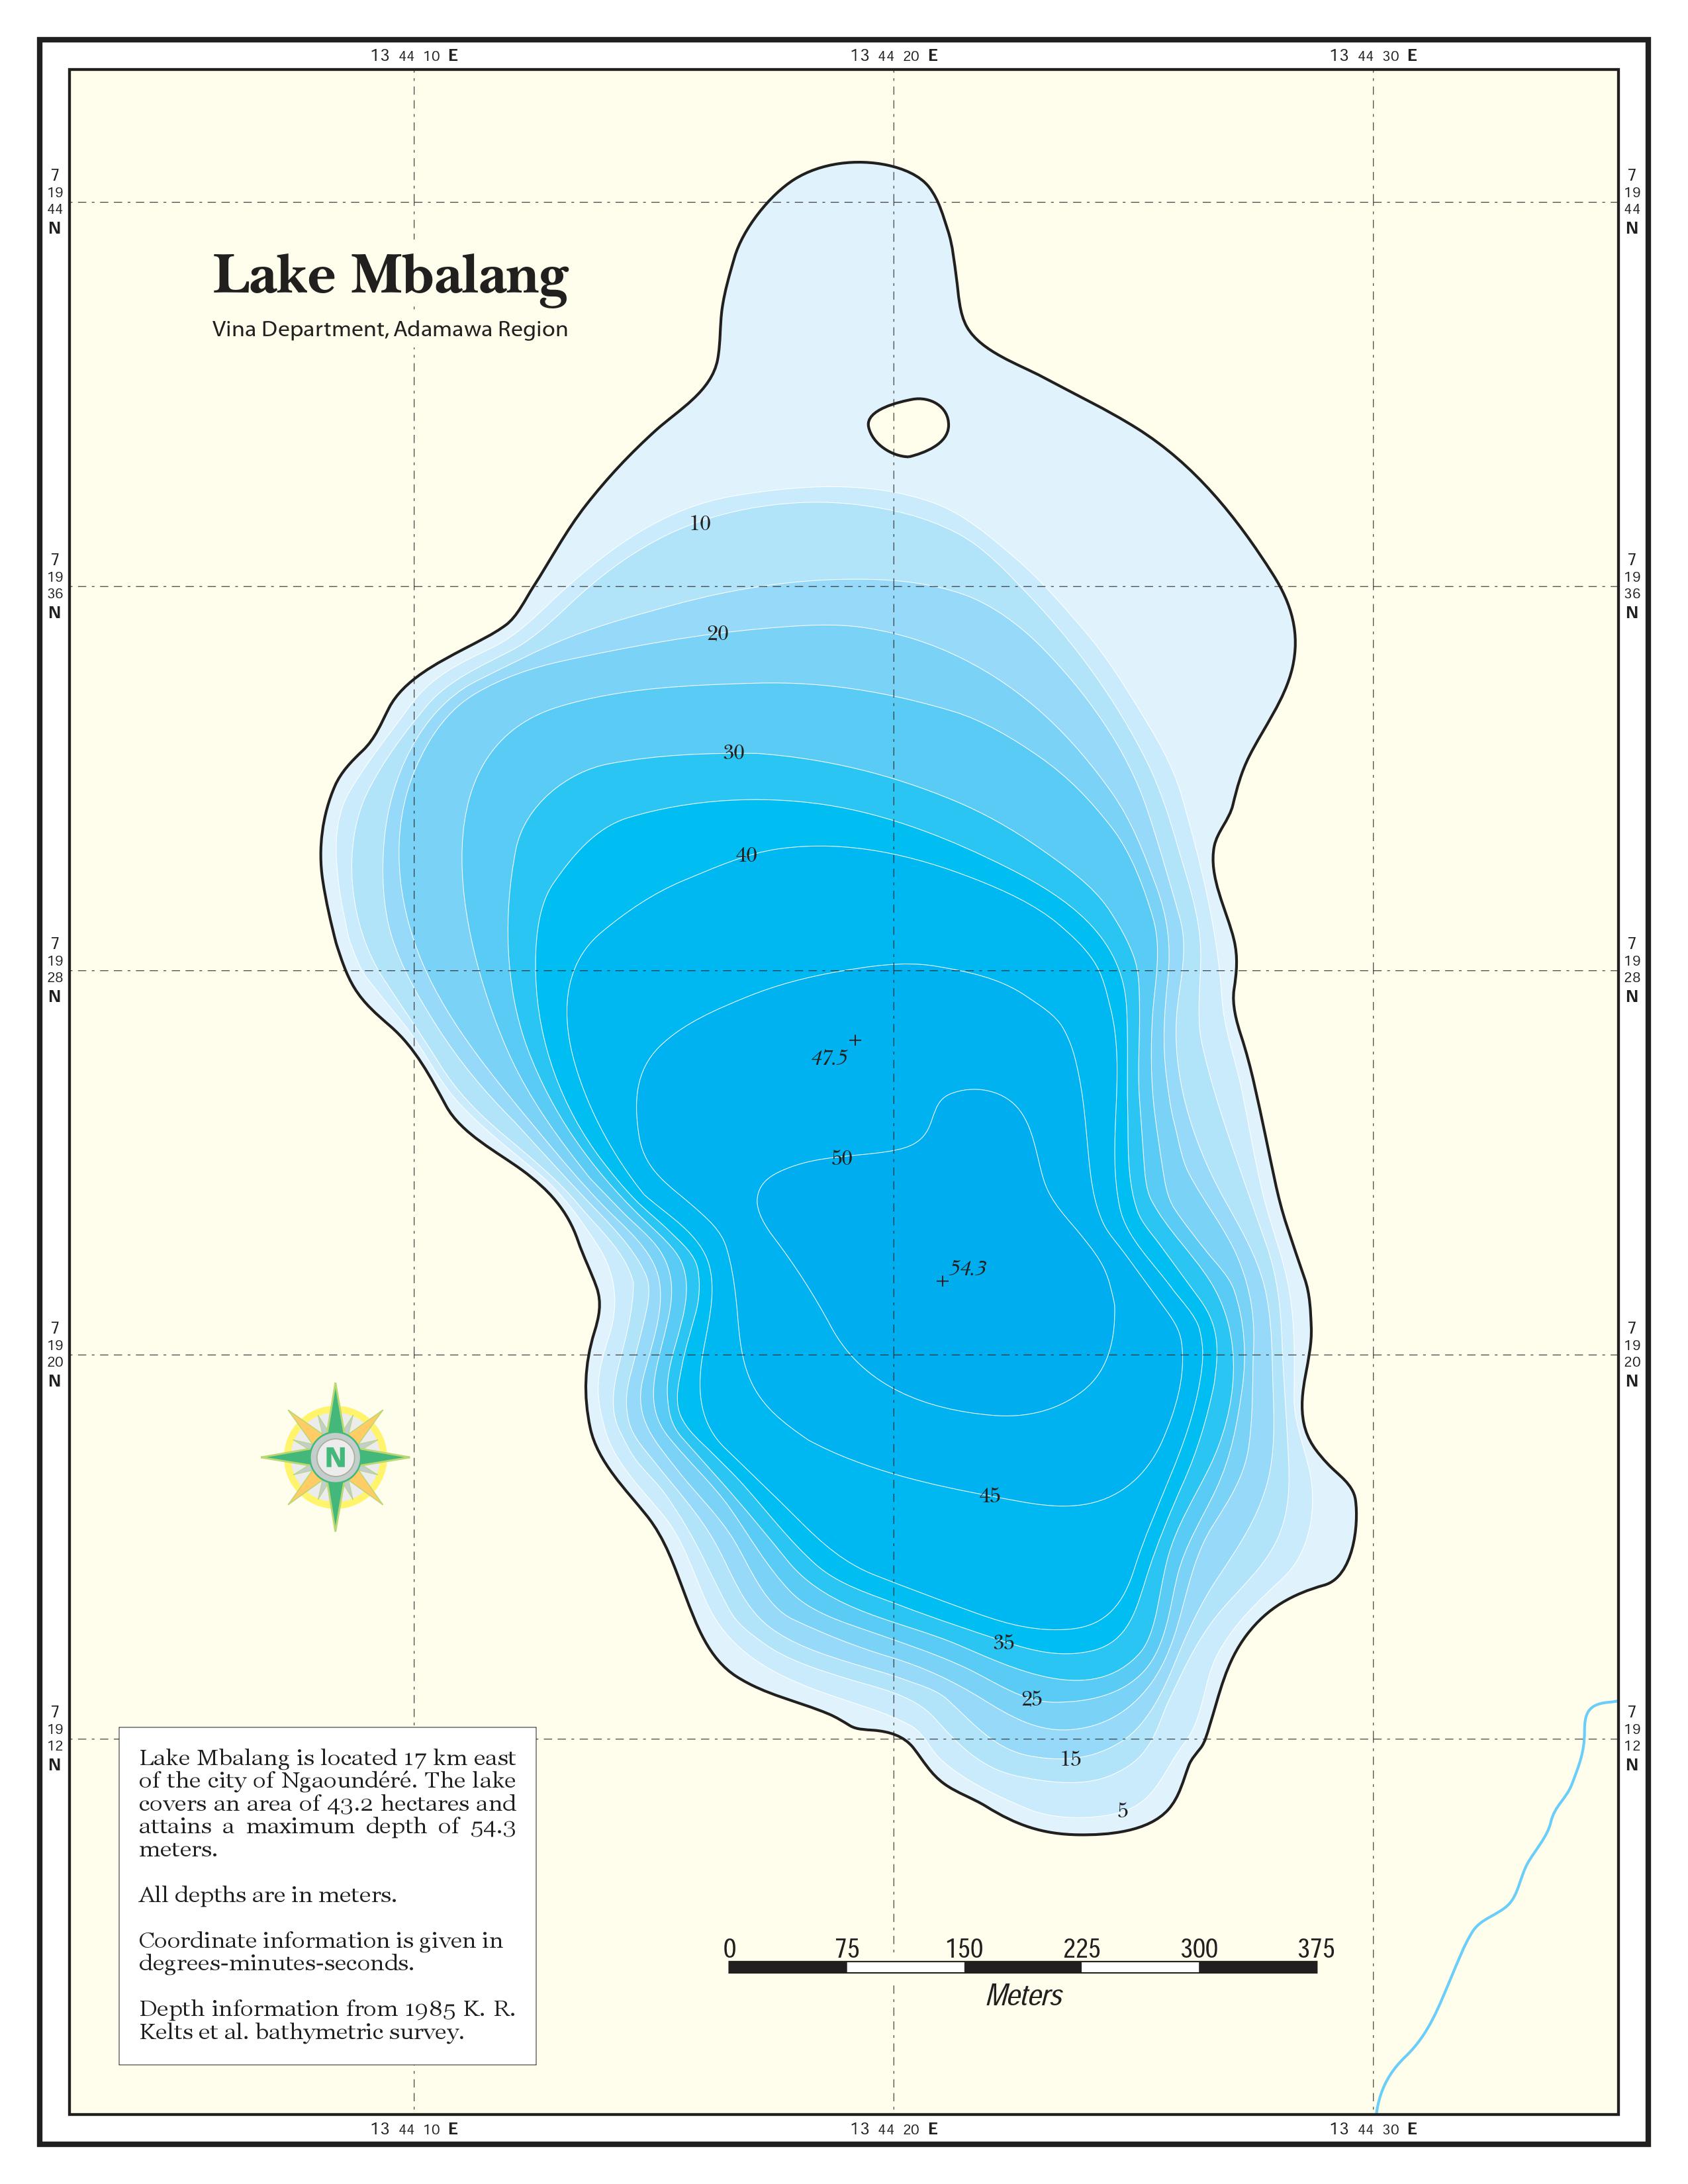 13 44 10 E
13 44 20 E
13 44 30 E
7
19
44
N
7
19
44
N
Lake Mbalang
Vina Department, Adamawa Region
10
7
19
36
N
7
19
36
N
20
30
40
7
19
28
N
7
19
28
N
47.5
50
54.3
7
19
20
N
7
19
20
N
N
45
35
25
7
19
12
N
7
19
12
N
15
5
Lake Mbalang is located 17 km east
of the city of Ngaoundéré. The lake
covers an area of 43.2 hectares and
attains a maximum depth of 54.3
meters.
All depths are in meters.
Coordinate information is given in
degrees-minutes-seconds.
Depth information from 1985 K. R.
Kelts et al. bathymetric survey.
0 75 150 225 300 375
Meters
13 44 10 E
13 44 20 E
13 44 30 E